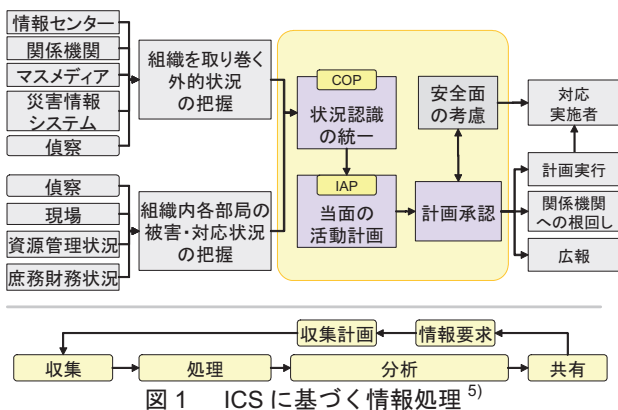 情報センター
関係機関
マスメディア
災害情報
システム
偵察
組織を取り巻く
外的状況
の把握
偵察
現場
資源管理状況
庶務財務状況
組織内各部局の
被害・対応状況
の把握
COP
状況認識
の統一
IAP
当面の
活動計画
安全面
の考慮
計画承認
対応
実施者
計画実行
関係機関
への根回し
広報
収集計画
情報要求
収集
処理
分析
共有
図 1 ICS に基づく情報処理 5)